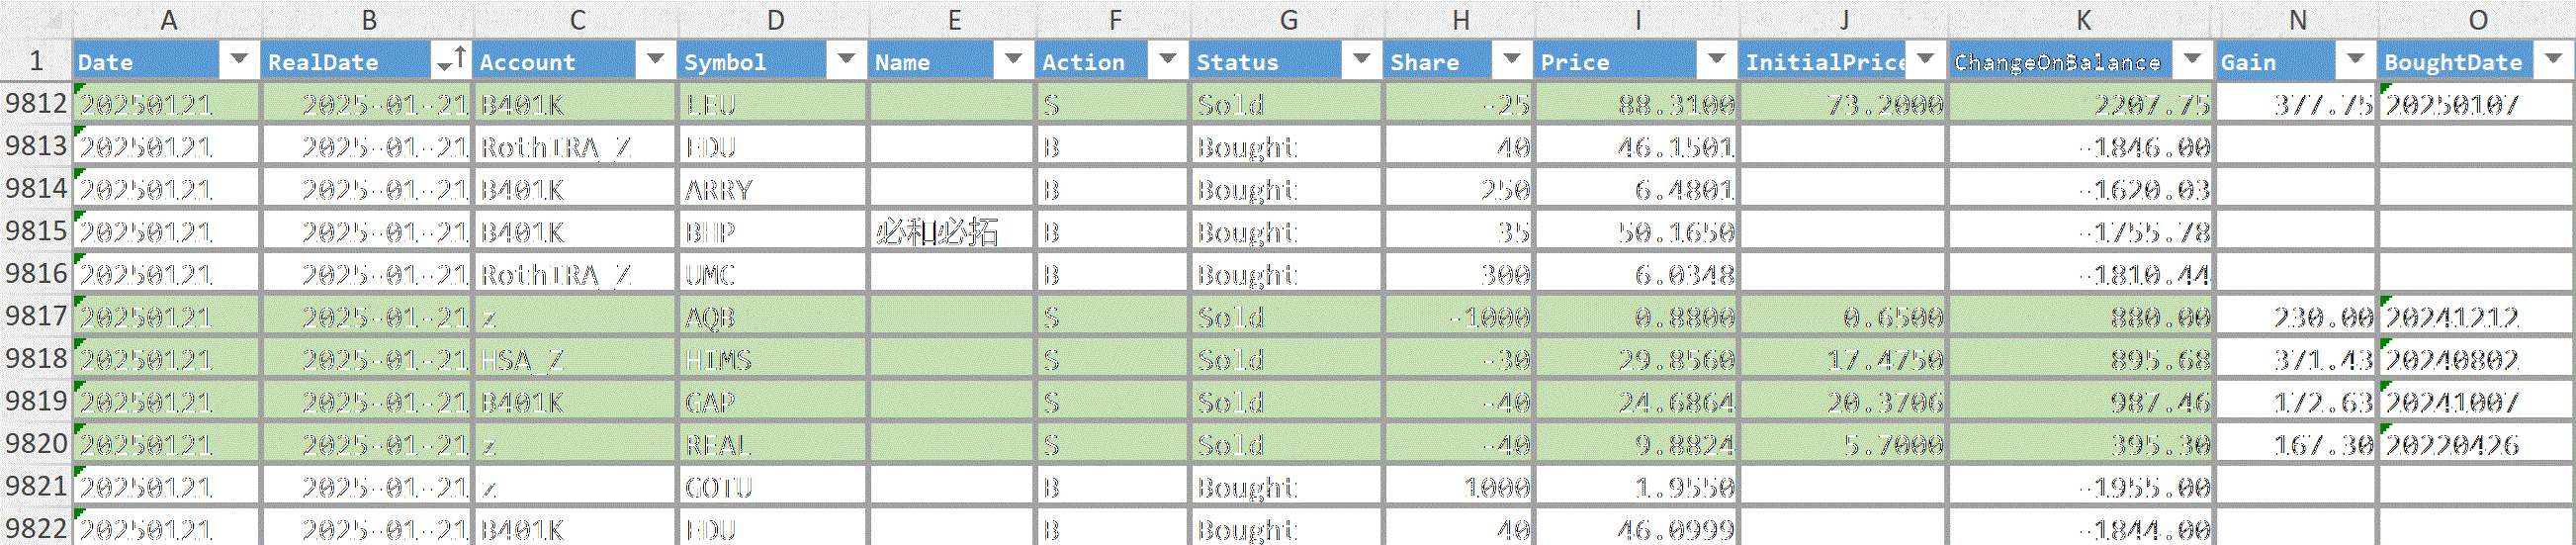 A B C D E F G H I J K N O
1 Date RealDate Account Symbol Name Action Status Share Price InitialPrice ChangeOnBalance Gain BoughtDate
9812 20250121 2025-01-21 B401K LEU S Sold -25 88.3100 73.2000 2207.75 377.75 20250107
9813 20250121 2025-01-21 RothIRA_Z EDU B Bought 40 46.1501 -1846.00
9814 20250121 2025-01-21 B401K ARRY B Bought 250 6.4801 -1620.03
9815 20250121 2025-01-21 B401K BHP 必和必拓 B Bought 35 50.1650 -1755.78
9816 20250121 2025-01-21 RothIRA_Z UMC B Bought 300 6.0348 -1810.44
9817 20250121 2025-01-21 z AQB S Sold -1000 0.8800 0.6500 880.00 230.00 20241212
9818 20250121 2025-01-21 HSA_Z HIMS S Sold -30 29.8560 17.4750 895.68 371.43 20240802
9819 20250121 2025-01-21 B401K GAP S Sold -40 24.6864 20.3706 987.46 172.63 20241007
9820 20250121 2025-01-21 z REAL S Sold -40 9.8824 5.7000 395.30 167.30 20220426
9821 20250121 2025-01-21 z GOTU B Bought 1000 1.9550 -1955.00
9822 20250121 2025-01-21 B401K EDU B Bought 40 46.0999 -1844.00